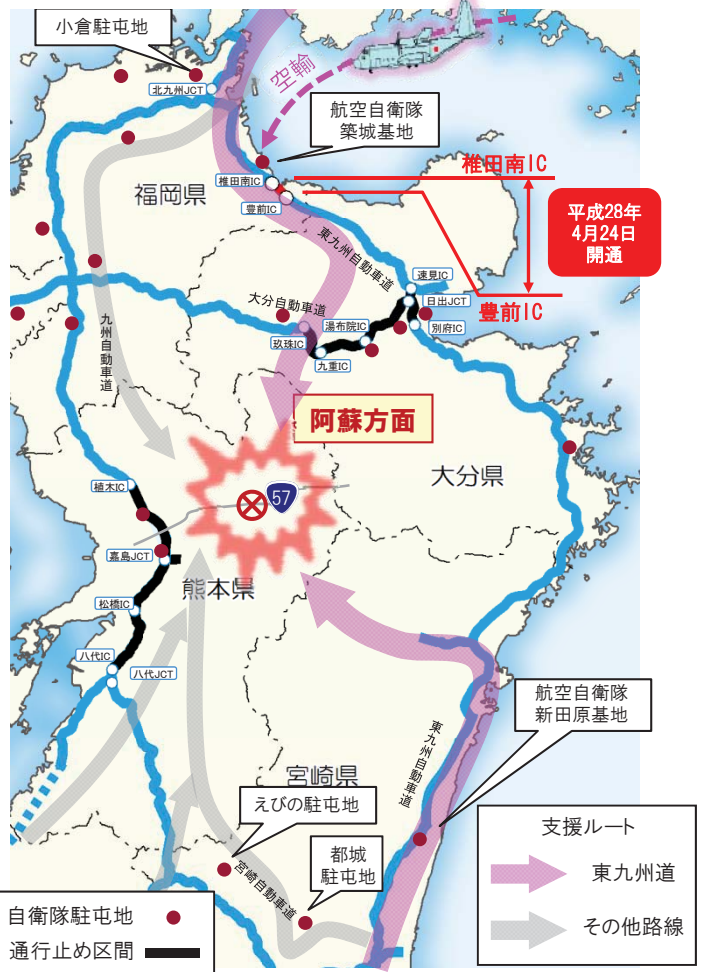 小倉駐屯地
北九州JCT
空輸
航空自衛隊
築城基地
椎田南IC
椎田南IC
福岡県
豊前IC
平成28年
4月24日
開通
東九州自動車道
速見IC
日出JCT
豊前IC
大分自動車道
湯布院IC
別府IC
玖珠IC
九重IC
九州自動車道
阿蘇方面
大分県
57
植木IC
嘉島JCT
熊本県
松橋IC
八代IC
八代JCT
航空自衛隊
新田原基地
東九州自動車道
宮崎県
えびの駐屯地
都城
駐屯地
宮崎自動車道
支援ルート
東九州道
その他路線
自衛隊駐屯地
通行止め区間